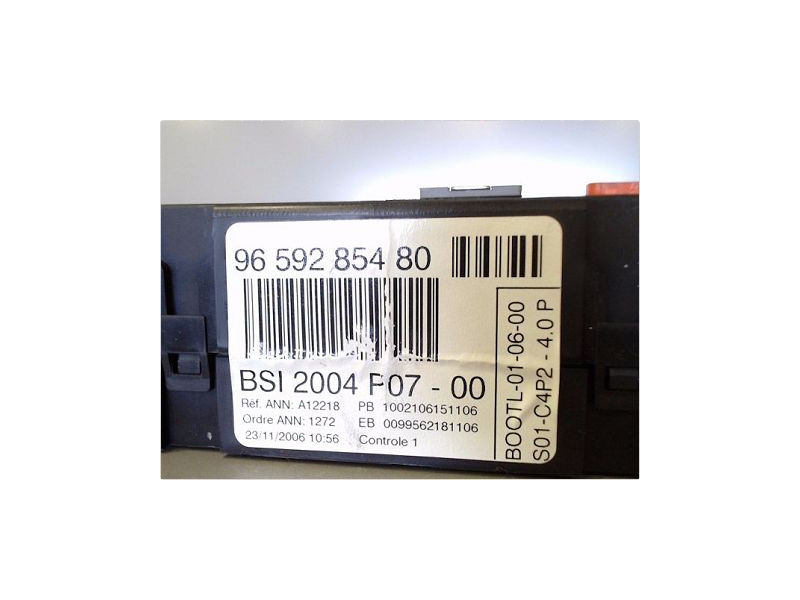 96 592 854 80
BSI 2004 F07 - 00
Réf. ANN: A12218 PB 1002106151106
Ordre ANN: 1272 EB 0099562181106
23/11/2006 10:56 Controle 1
BOOTL-01-06-00
S01-C4P2 - 4.0 P